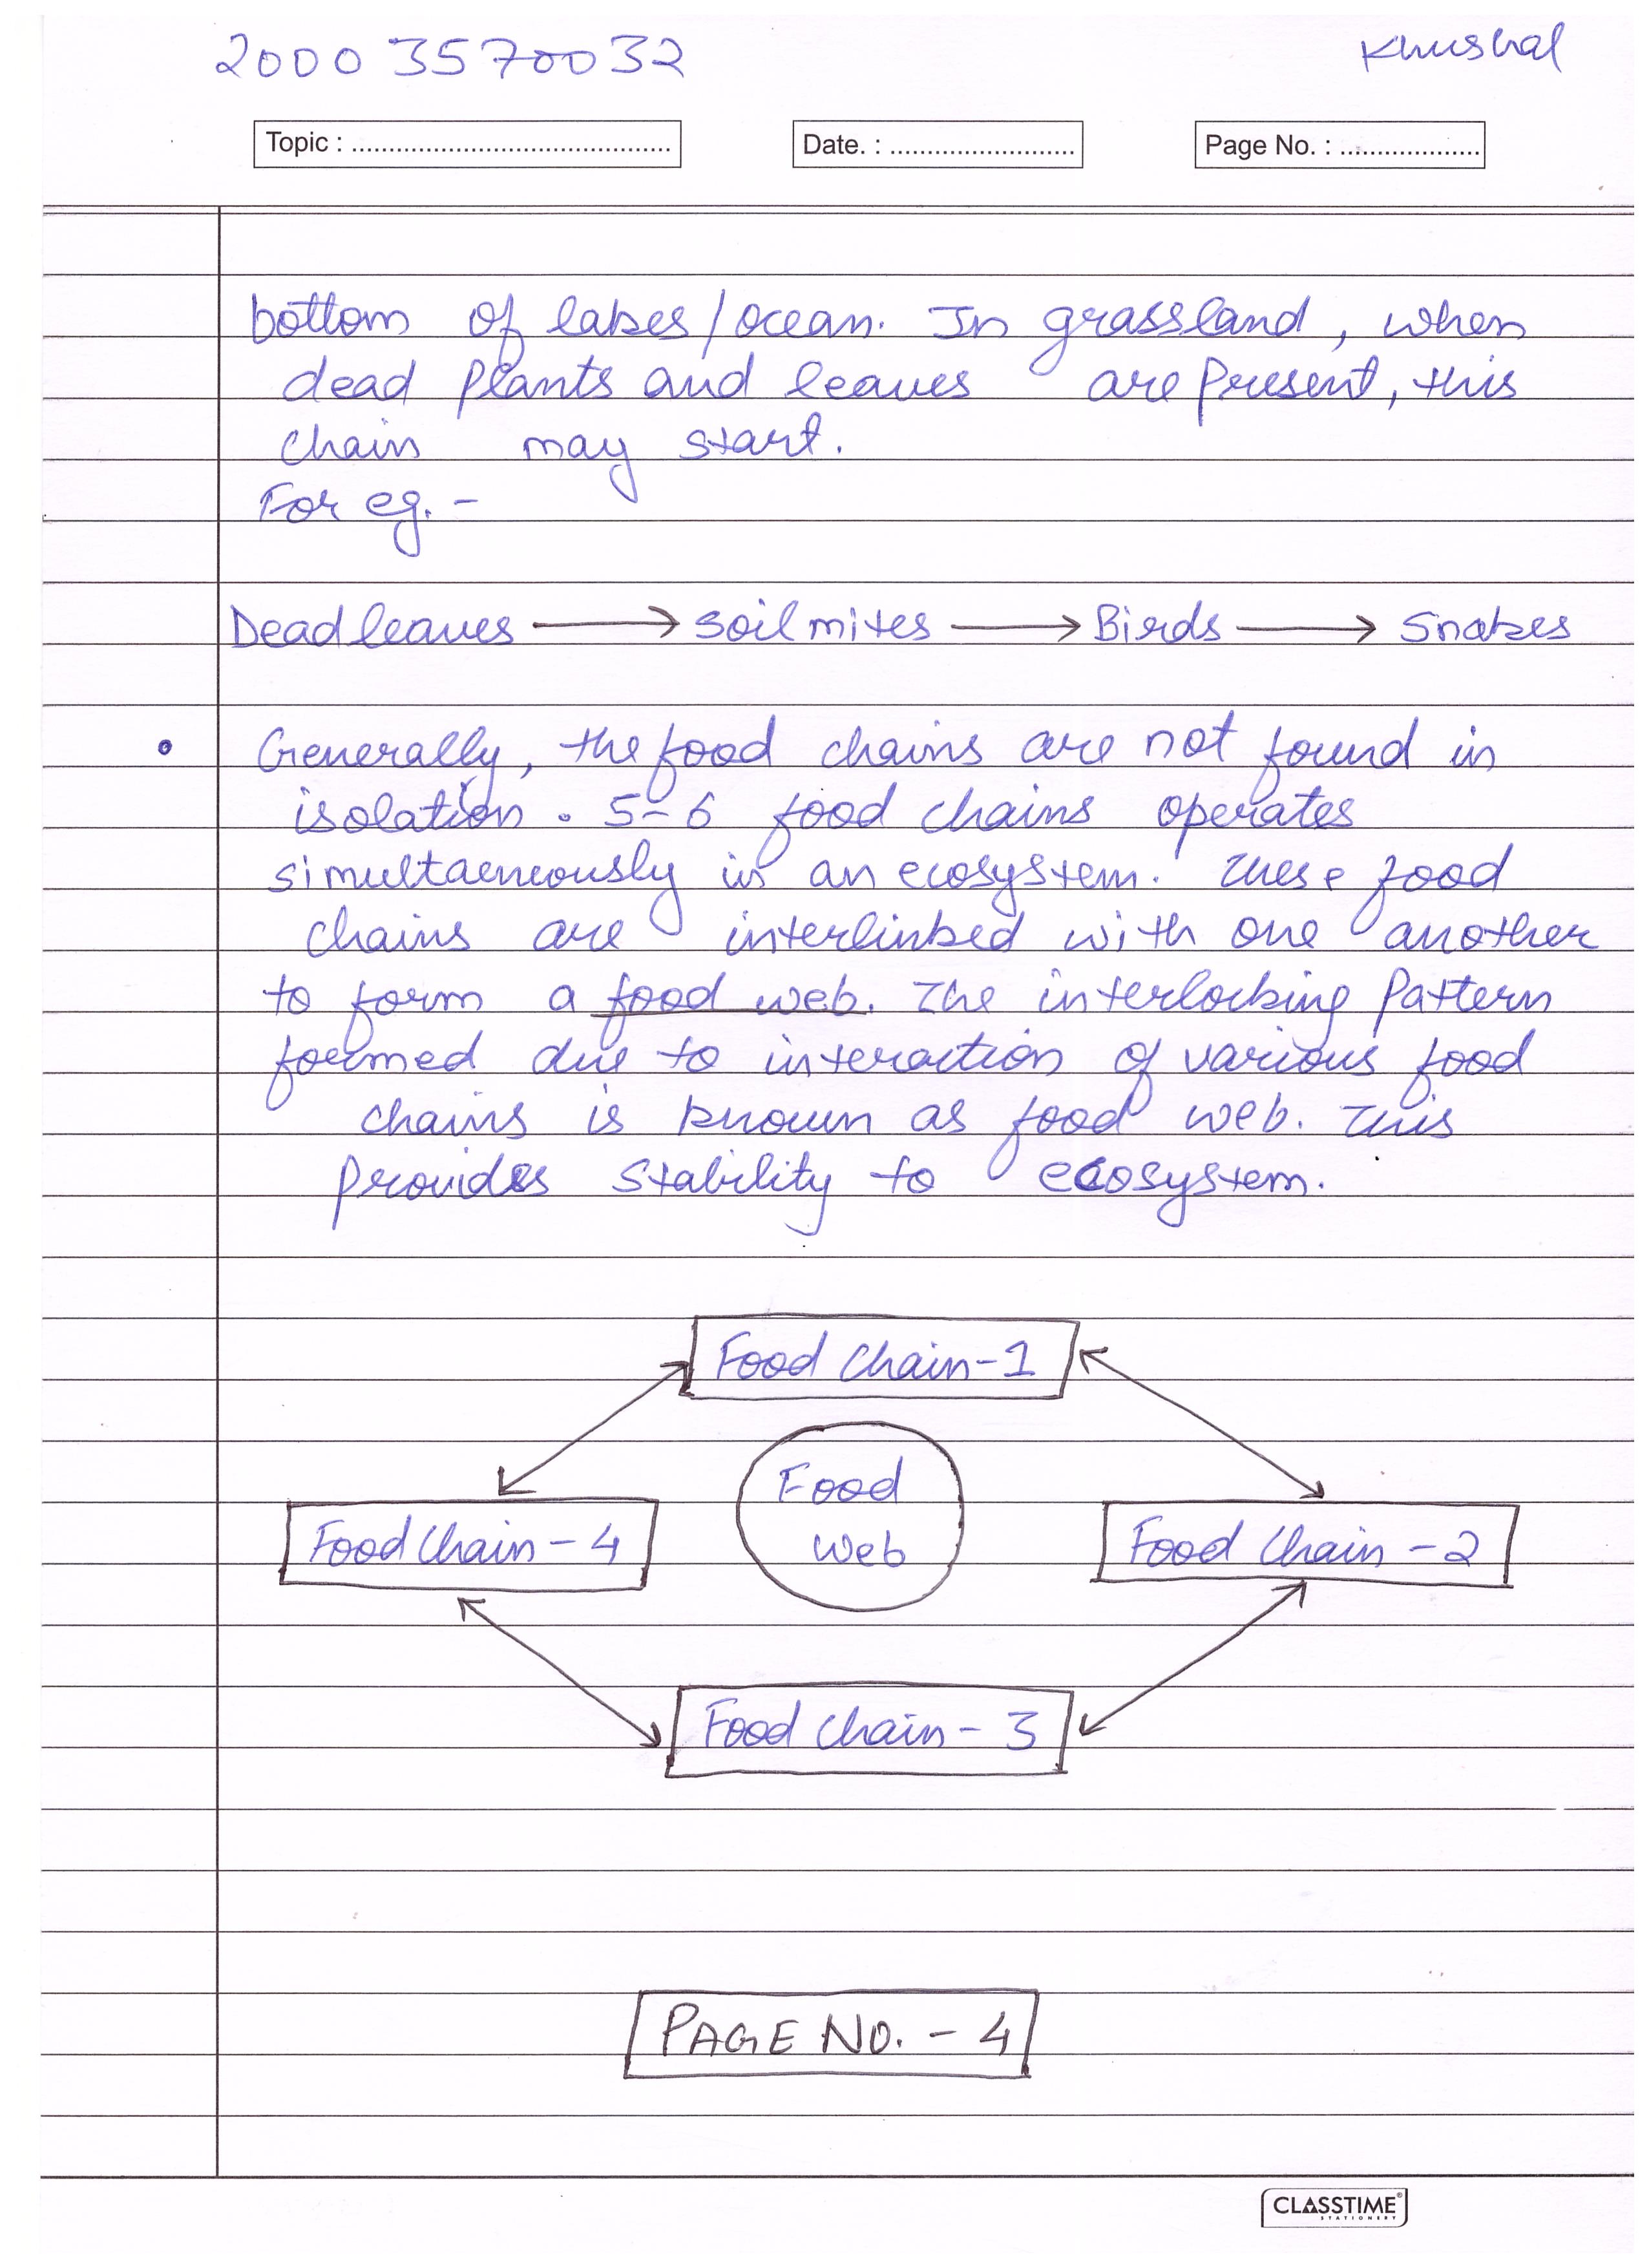 20003570032 Khushal
Topic : ........................................... Date. : ......................... Page No. : ...................
bottom of lakes/ocean. In grassland, when
dead plants and leaves are present, this
chain may start.
For eg. -
Dead leaves → soil mites → Birds → Snakes
• Generally, the food chains are not found in
isolation. 5-6 food chains operates
simultaeneously in an ecosystem. These food
chains are interlinked with one another
to form a food web. The interlocking pattern
formed due to interaction of various food
chains is known as food web. This
provides stability to ecosystem.
Food Chain-1
Food
Web
Food Chain - 4 Food Chain - 2
Food Chain - 3
PAGE NO. - 4
CLASSTIME
STATIONERY